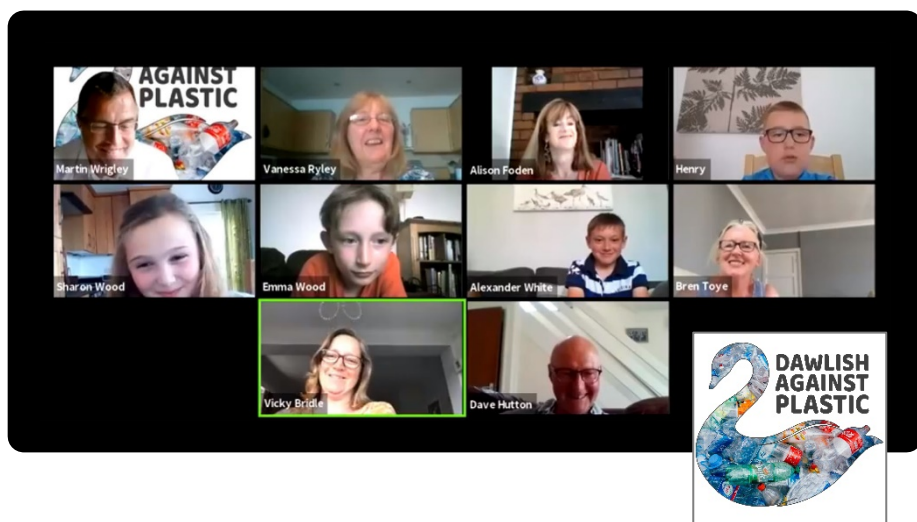 AGAINST
PLASTIC
Martin Wrigley
Vanessa Ryley
Alison Foden
Henry
Sharon Wood
Emma Wood
Alexander White
Bren Toye
Vicky Bridle
Dave Hutton
DAWLISH
AGAINST
PLASTIC